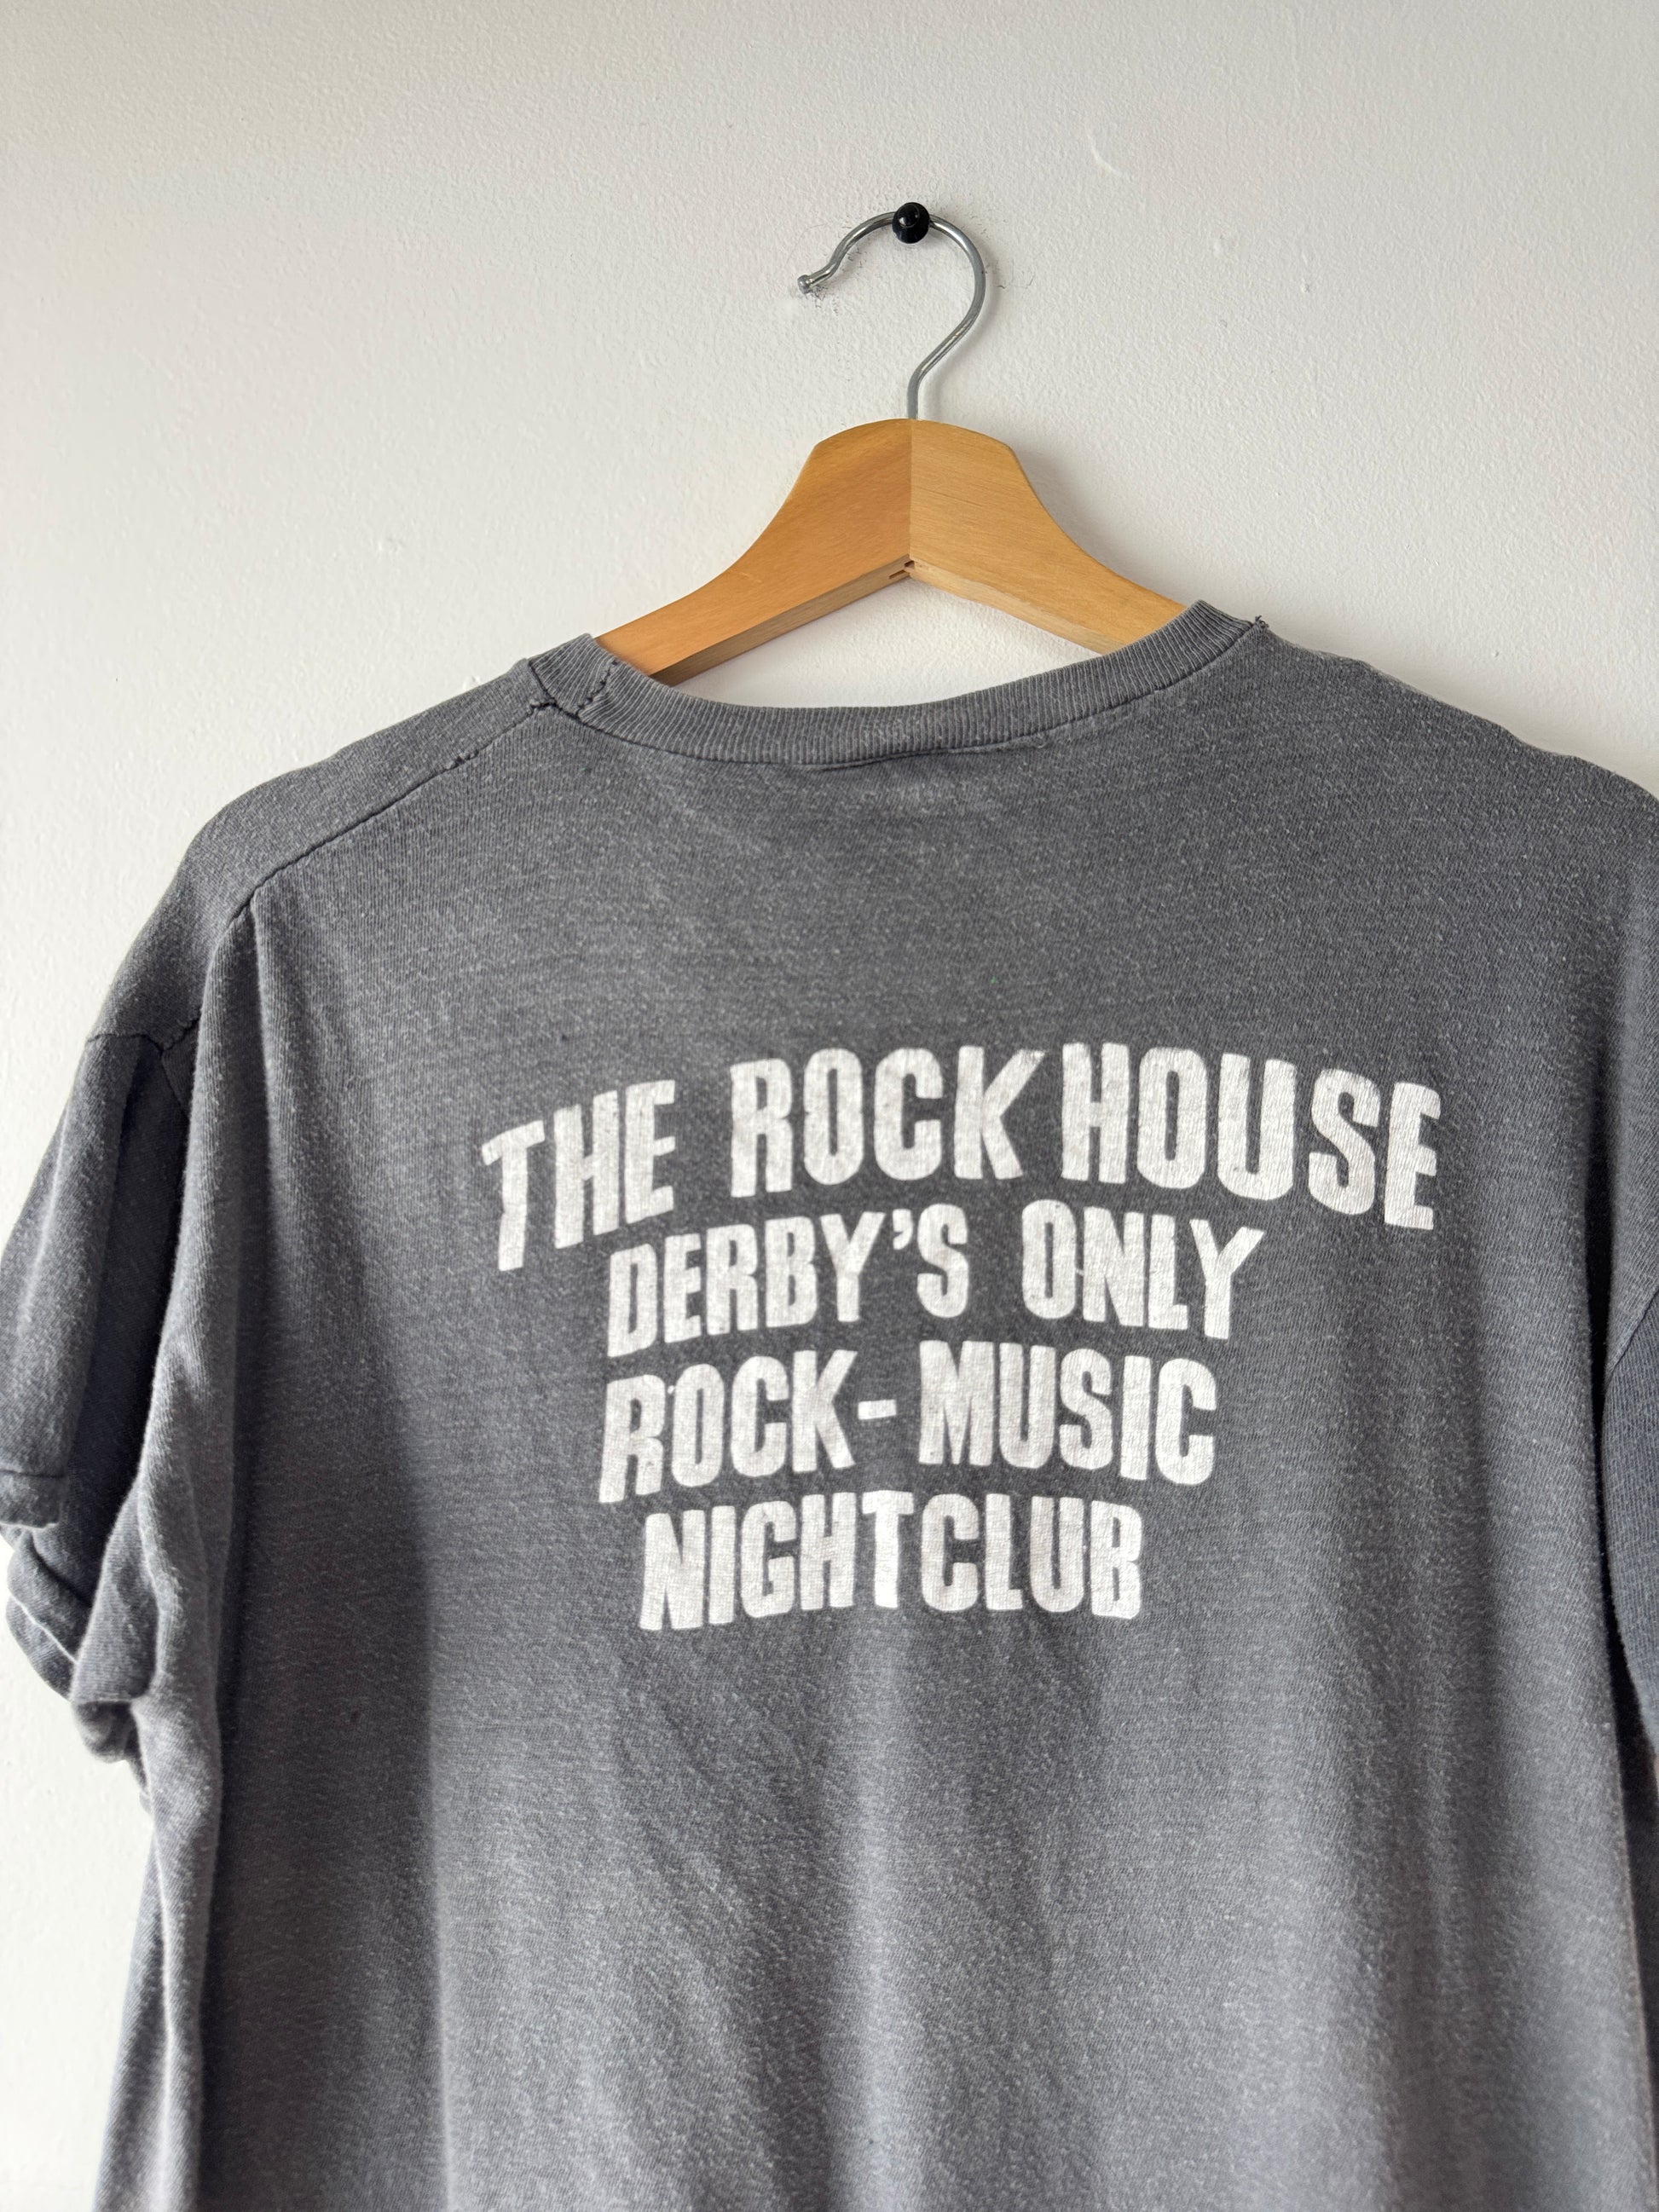 THE ROCK HOUSE
DERBY'S ONLY
ROCK-MUSIC
NIGHTCLUB